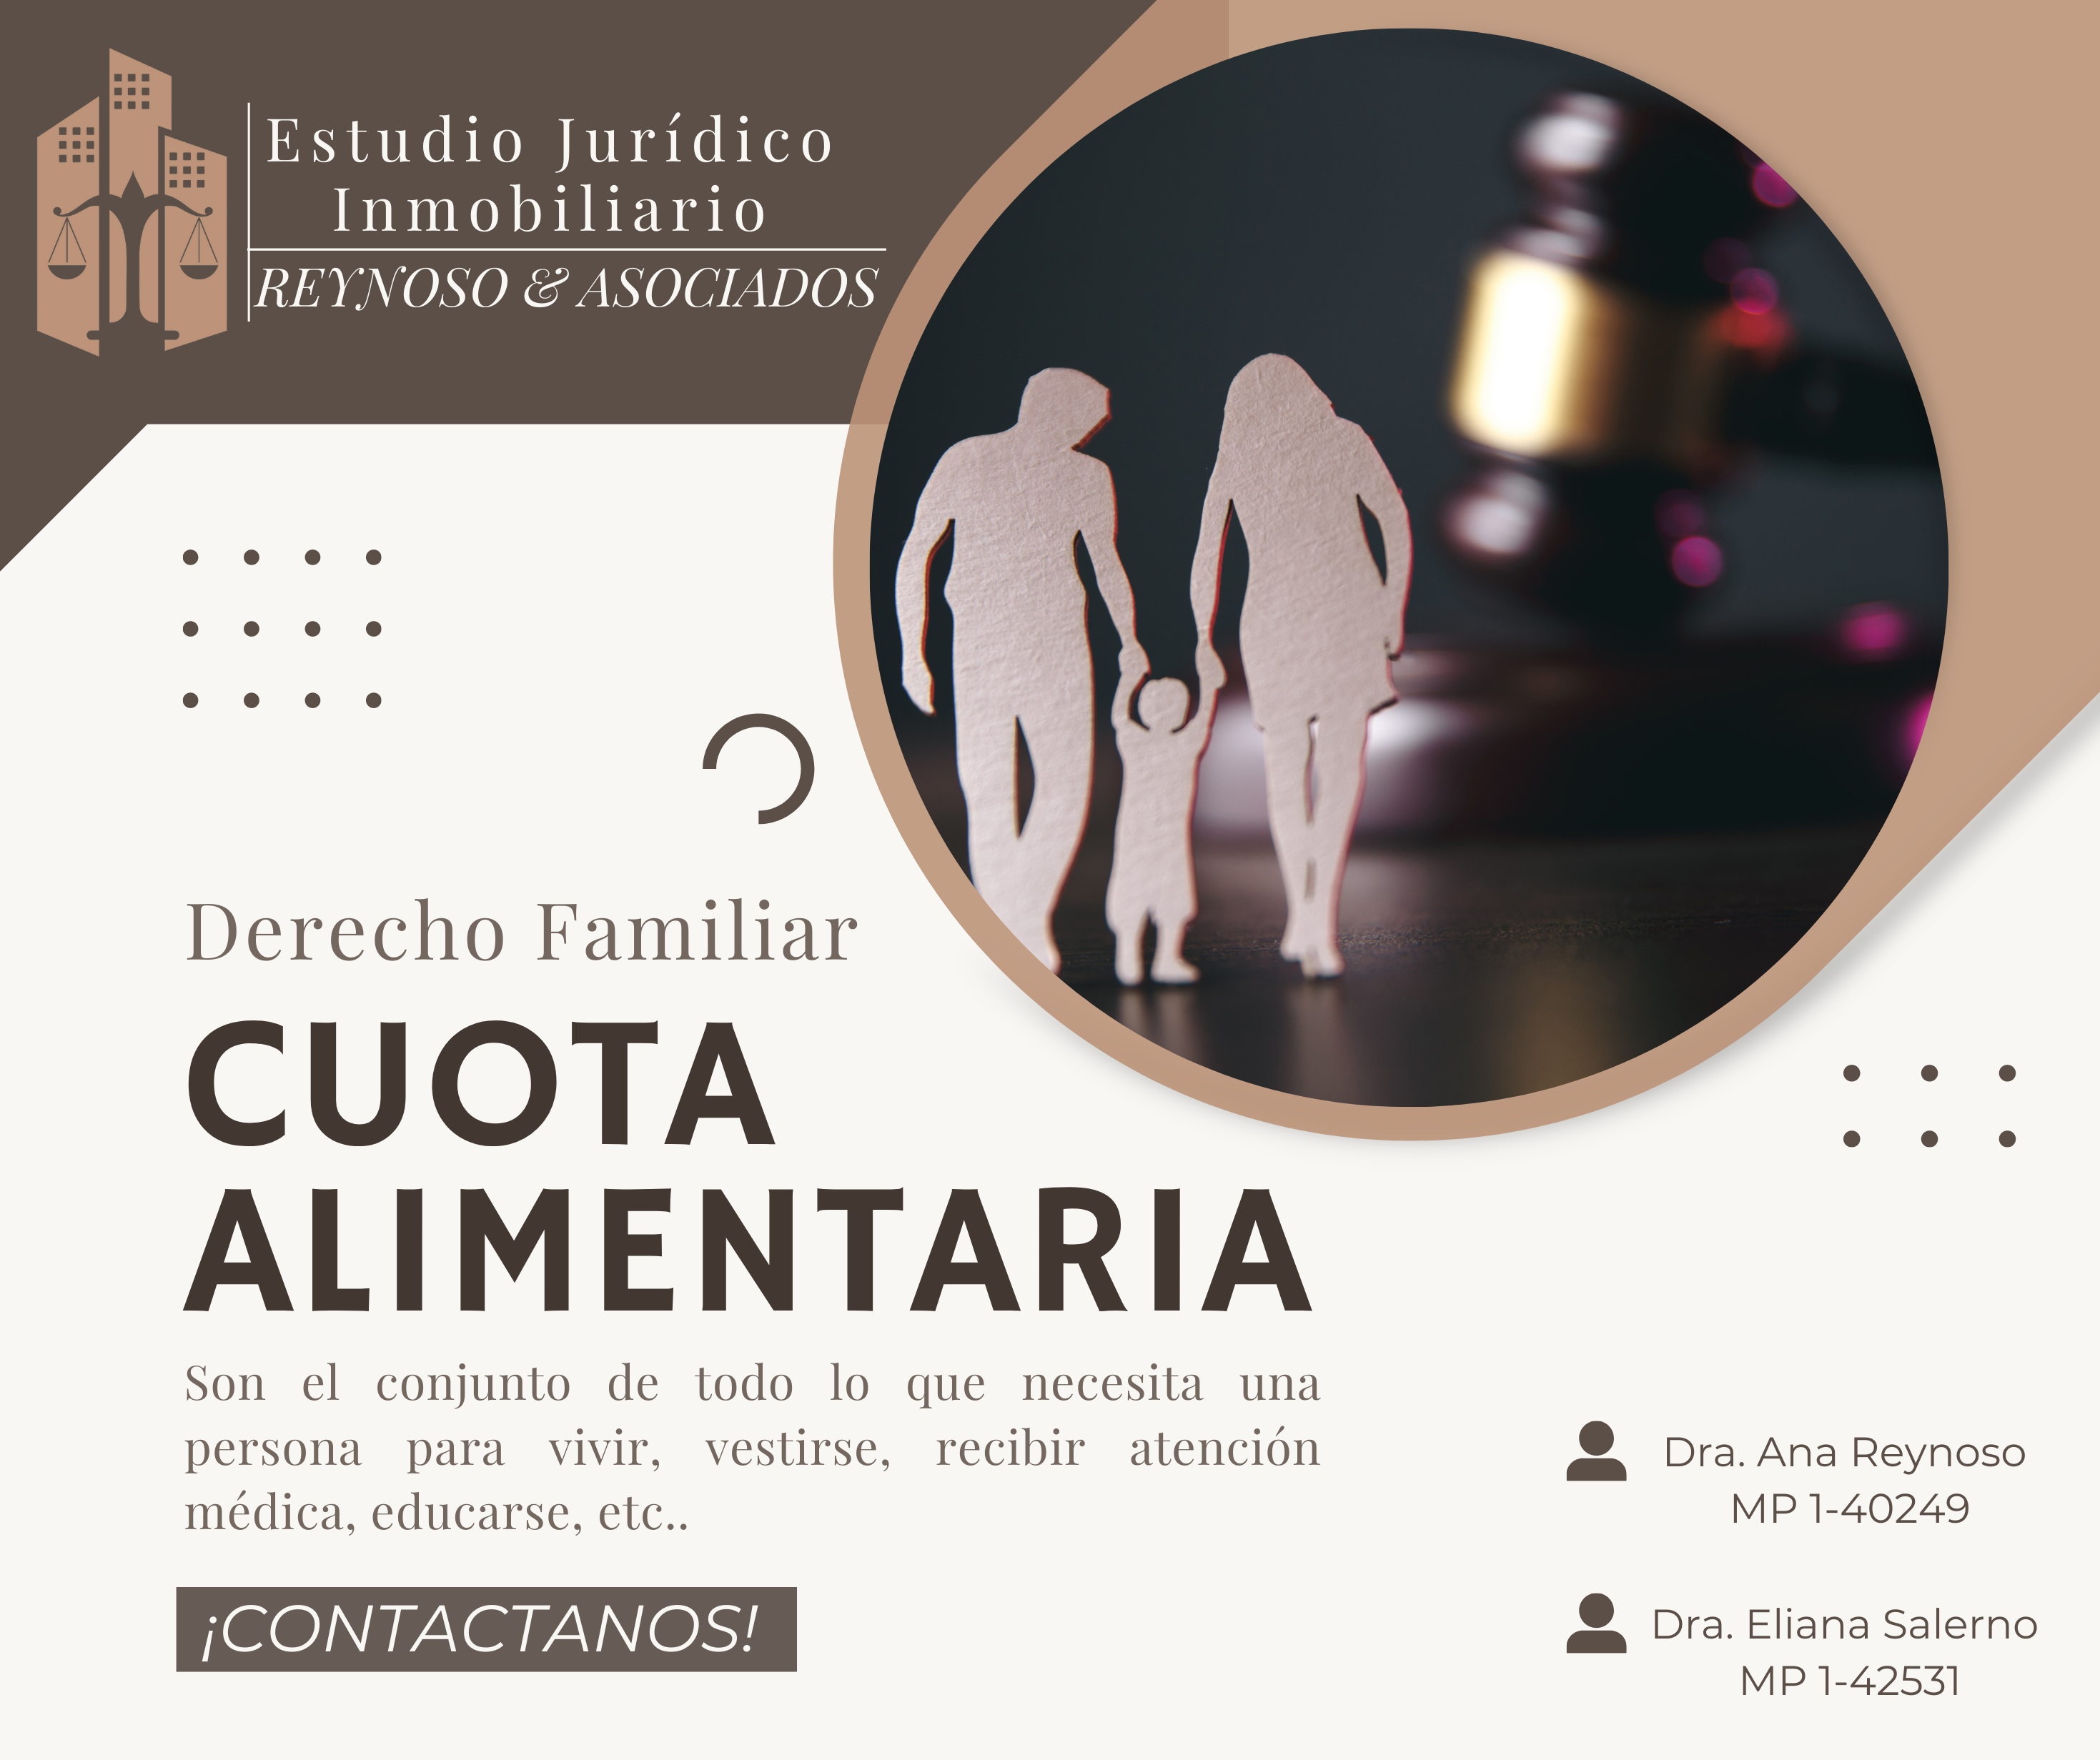 Estudio Jurídico
Inmobiliario
REYNOSO & ASOCIADOS
Derecho Familiar
CUOTA
ALIMENTARIA
Son el conjunto de todo lo que necesita una
persona para vivir, vestirse, recibir atención
médica, educarse, etc..
¡CONTACTANOS!
Dra. Ana Reynoso
MP 1-40249
Dra. Eliana Salerno
MP 1-42531